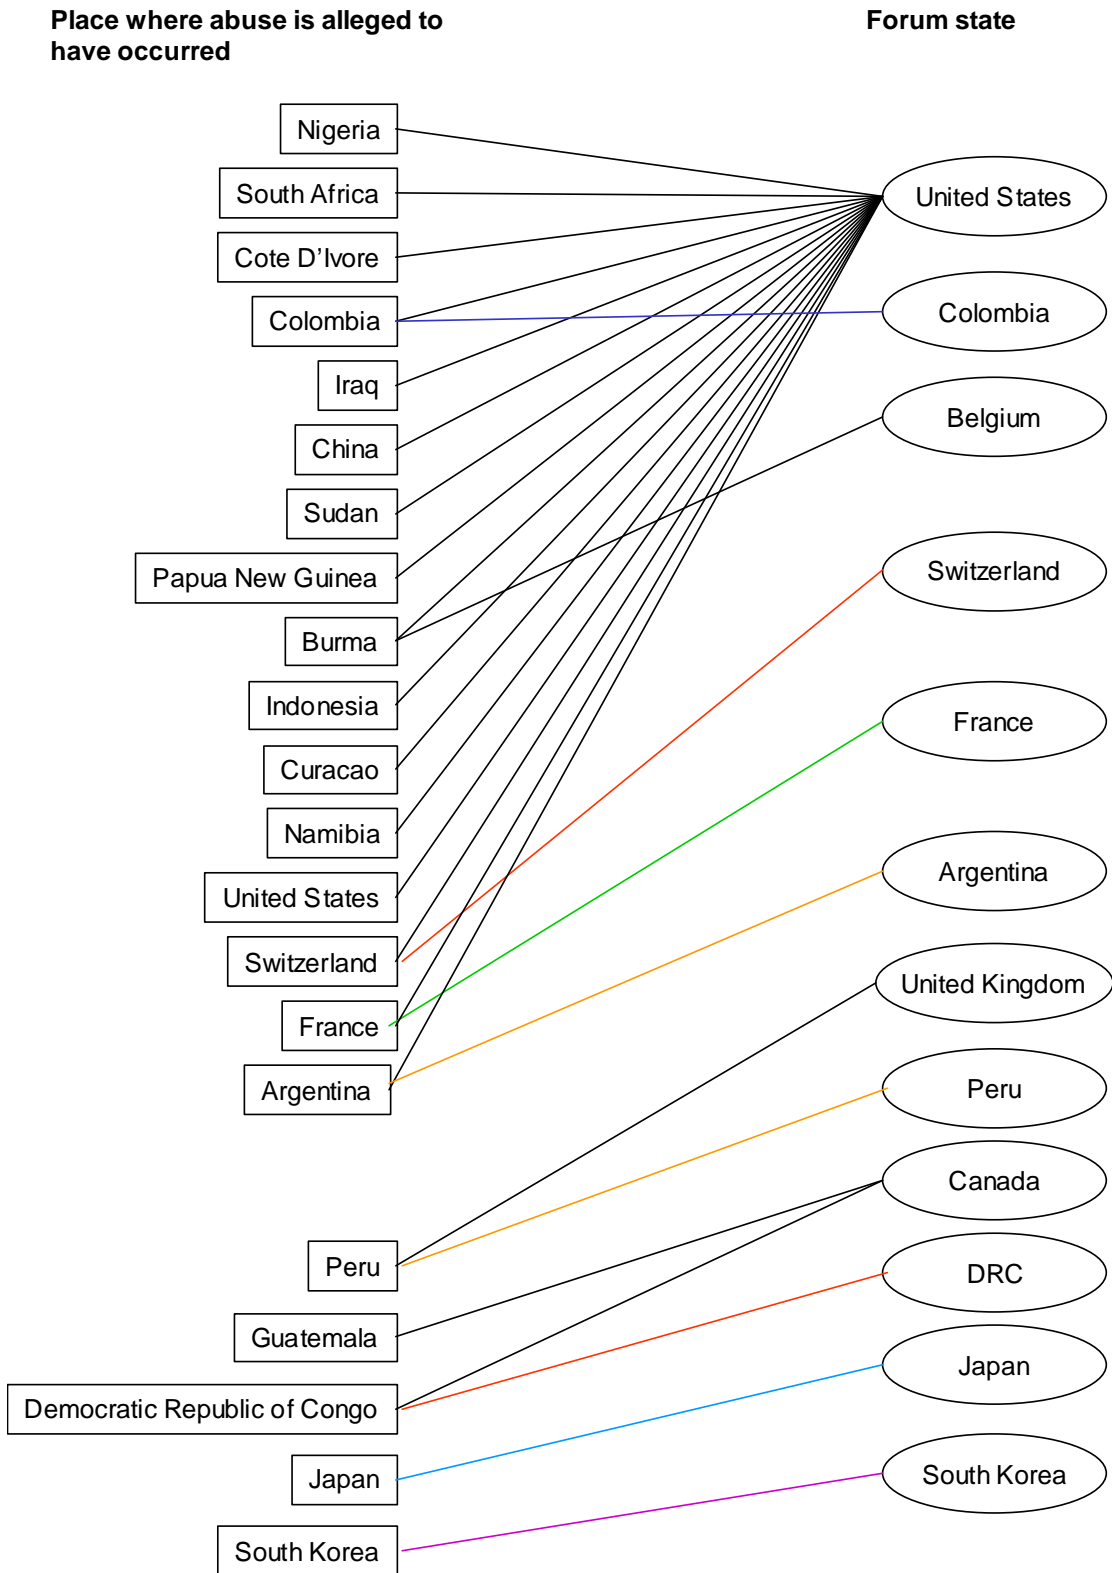 Place where abuse is alleged to
have occurred
Forum state
Nigeria
South Africa
Cote D’Ivore
Colombia
Iraq
China
Sudan
Papua New Guinea
Burma
Indonesia
Curacao
Namibia
United States
Switzerland
France
Argentina
Peru
Guatemala
Democratic Republic of Congo
Japan
South Korea
United States
Colombia
Belgium
Switzerland
France
Argentina
United Kingdom
Peru
Canada
DRC
Japan
South Korea